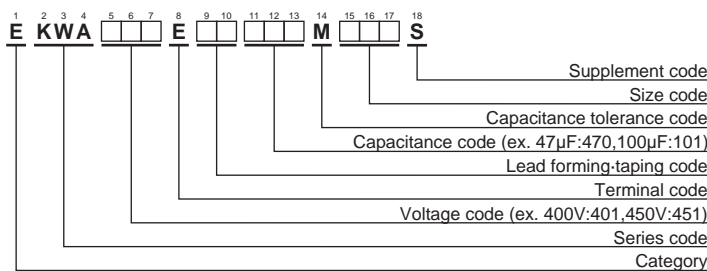 1 2 3 4 5 6 7 8 9 10 11 12 13 14 15 16 17 18
E KWA □□□ E □□ □□□ M □□□ S
Supplement code
Size code
Capacitance tolerance code
Capacitance code (ex. 47μF:470,100μF:101)
Lead forming·taping code
Terminal code
Voltage code (ex. 400V:401,450V:451)
Series code
Category